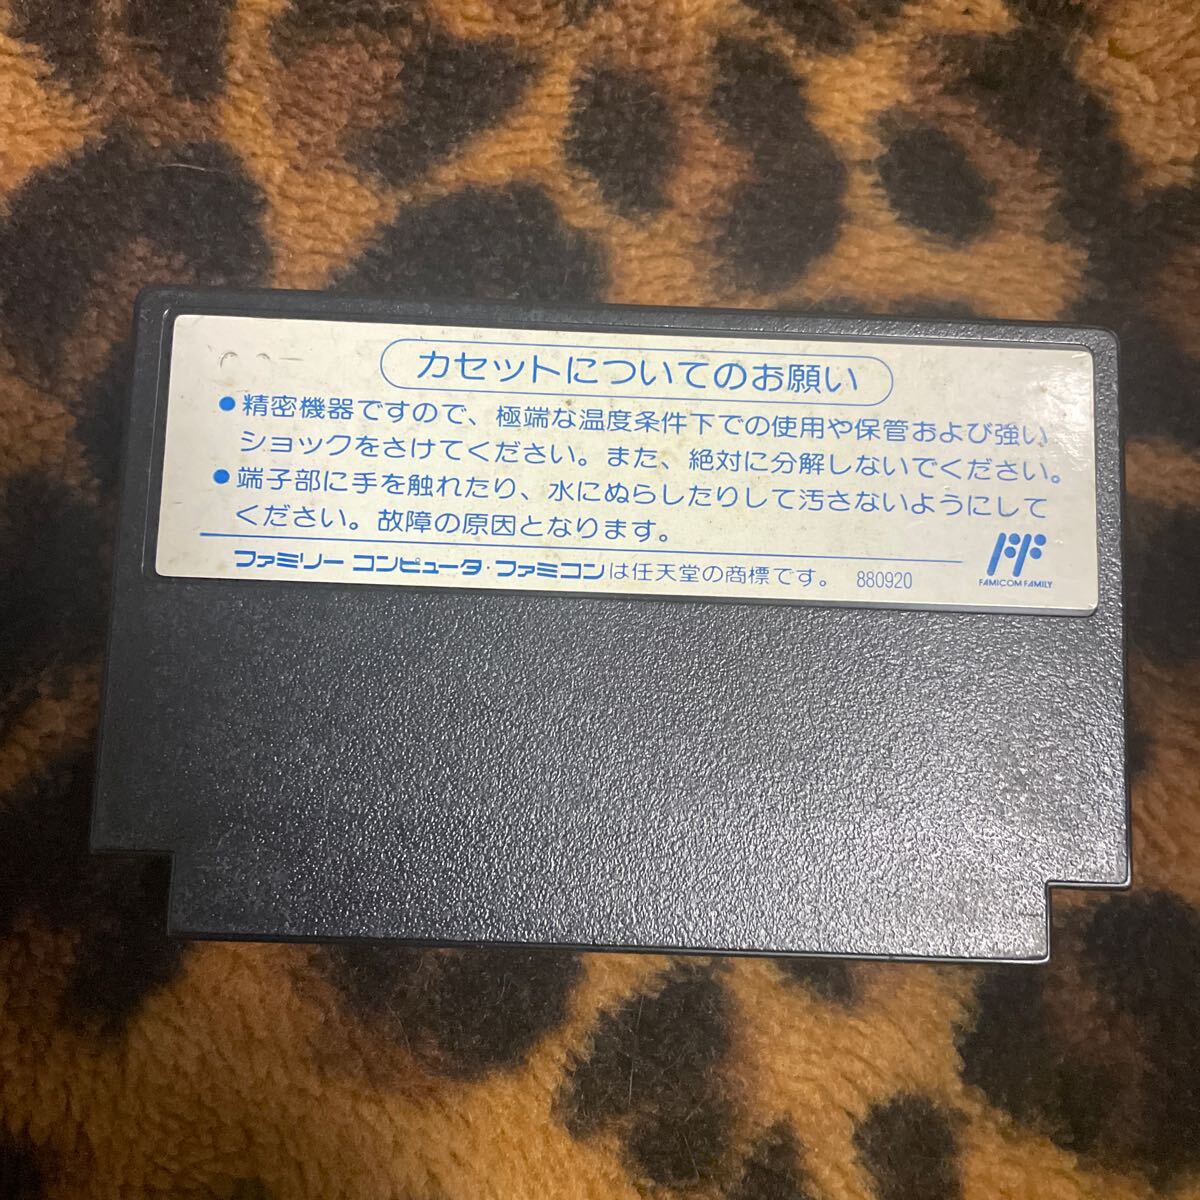 カセットについてのお願い
●精密機器ですので、極端な温度条件下での使用や保管および強い
ショックをさけてください。また、絶対に分解しないでください。
●端子部に手を触れたり、水にぬらしたりして汚さないようにして
ください。故障の原因となります。
ファミリー コンピュータ・ファミコンは任天堂の商標です。 880920
FAMICOM FAMILY